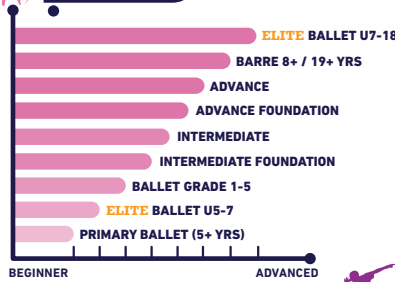 ELITE BALLET U7-18
BARRE 8+ / 19+ YRS
ADVANCE
ADVANCE FOUNDATION
INTERMEDIATE
INTERMEDIATE FOUNDATION
BALLET GRADE 1-5
ELITE BALLET U5-7
PRIMARY BALLET (5+ YRS)
BEGINNER
ADVANCED